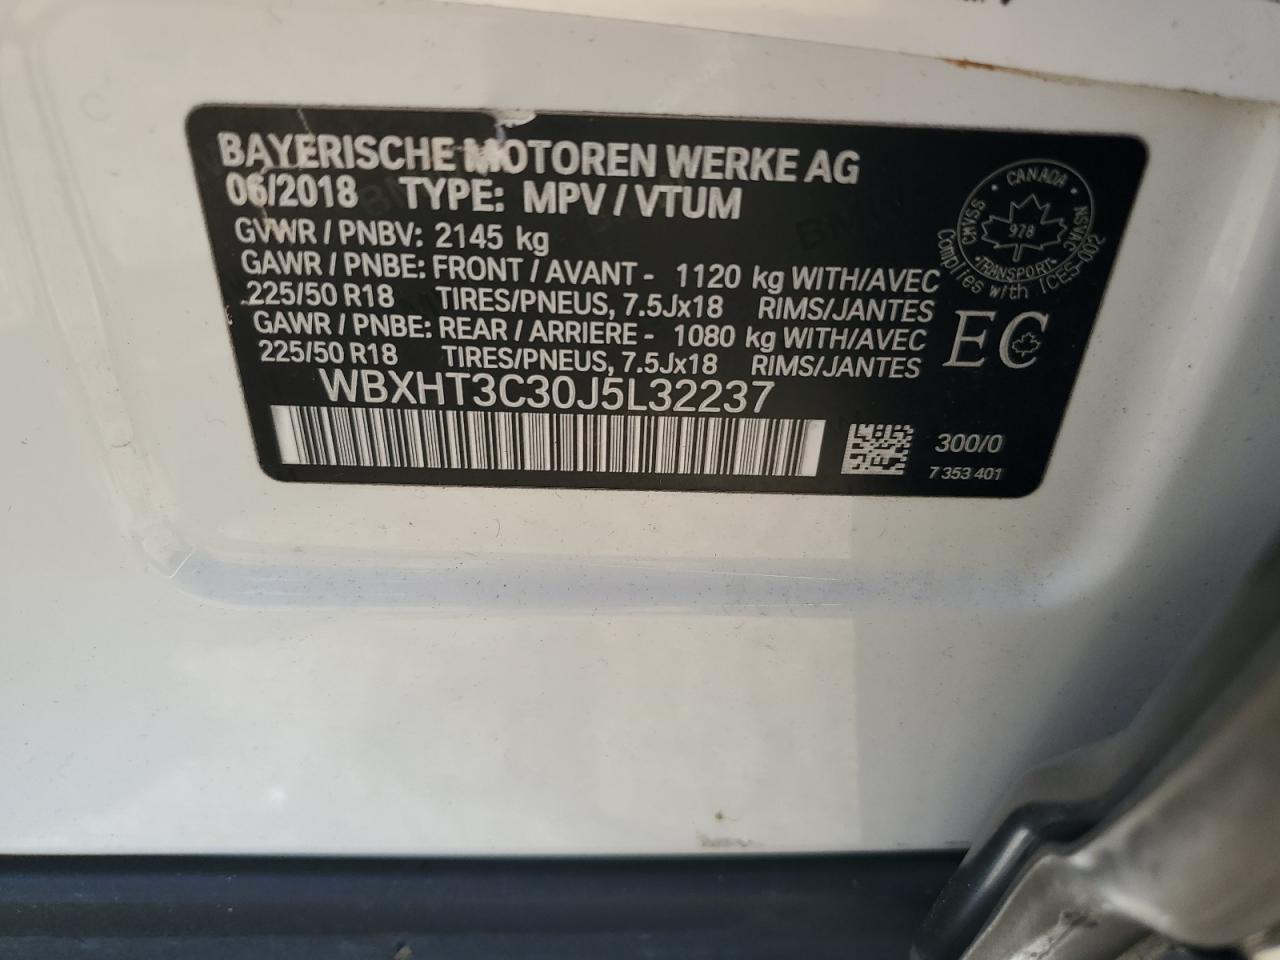 BAYERISCHE MOTOREN WERKE AG
06/2018 TYPE: MPV / VTUM
GVWR / PNBV: 2145 kg
GAWR / PNBE: FRONT / AVANT - 1120 kg WITH/AVEC
225/50 R18 TIRES/PNEUS, 7.5Jx18 RIMS/JANTES
GAWR / PNBE: REAR / ARRIERE - 1080 kg WITH/AVEC
225/50 R18 TIRES/PNEUS, 7.5Jx18 RIMS/JANTES
WBXHT3C30J5L32237
CANADA
CMVSS
NSVAC
978
TRANSPORT
Complies with ICES-002
EC
300/0
7 353 401